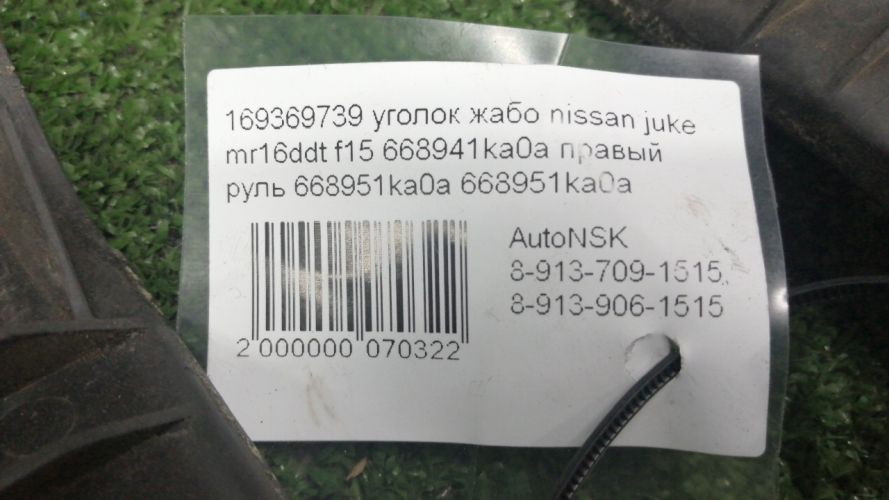 169369739 уголок жабо nissan juke
mr16ddt f15 668941ka0a правый
руль 668951ka0a 668951ka0a
AutoNSK
8-913-709-1515,
8-913-906-1515
2 000000 070322